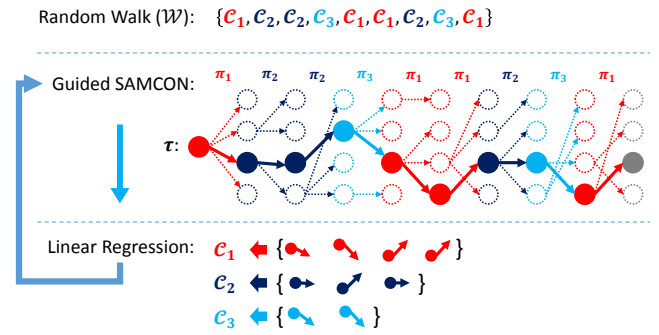 Random Walk (𝒲): {𝒞₁, 𝒞₂, 𝒞₂, 𝒞₃, 𝒞₁, 𝒞₁, 𝒞₂, 𝒞₃, 𝒞₁}
π₁ π₂ π₂ π₃ π₁ π₁ π₂ π₃ π₁
Guided SAMCON:
τ:
Linear Regression: 𝒞₁ { }
𝒞₂ { }
𝒞₃ { }